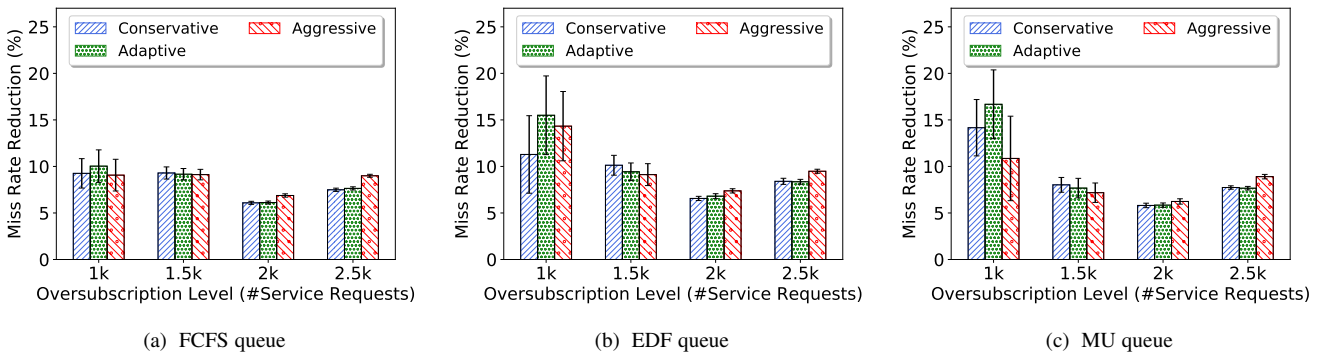 Miss Rate Reduction (%)
25
20
15
10
5
0
Conservative
Adaptive
Aggressive
1k 1.5k 2k 2.5k
Oversubscription Level (#Service Requests)
(a) FCFS queue
Miss Rate Reduction (%)
25
20
15
10
5
0
Conservative
Adaptive
Aggressive
1k 1.5k 2k 2.5k
Oversubscription Level (#Service Requests)
(b) EDF queue
Miss Rate Reduction (%)
25
20
15
10
5
0
Conservative
Adaptive
Aggressive
1k 1.5k 2k 2.5k
Oversubscription Level (#Service Requests)
(c) MU queue